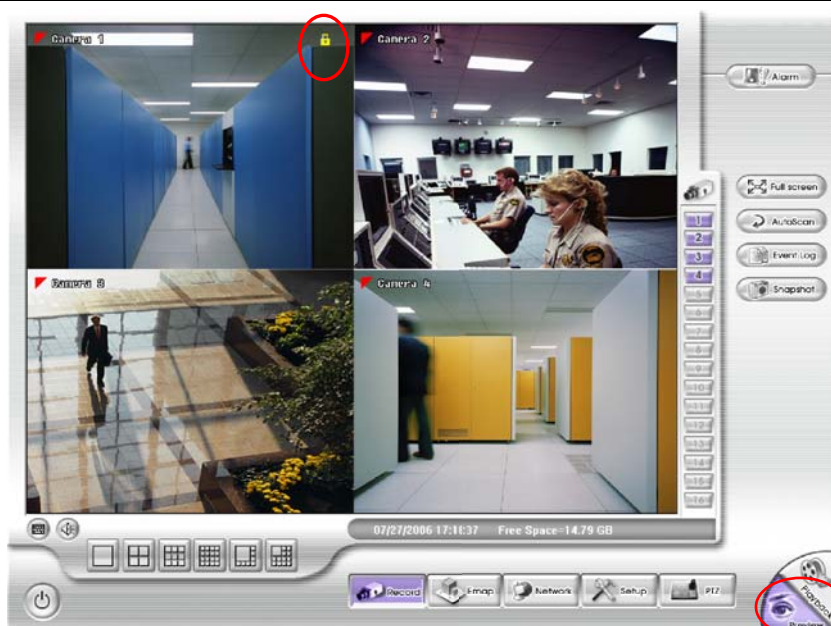 Camera 1
Camera 2
Alarm
Full screen
AutoScan
Event Log
Snapshot
1
2
3
4
5
6
7
8
9
10
11
12
13
14
15
16
Camera 3
Camera 4
07/27/2006 17:11:37 Free Space=14.79 GB
Record
Emap
Network
Setup
PTZ
Playback
Preview